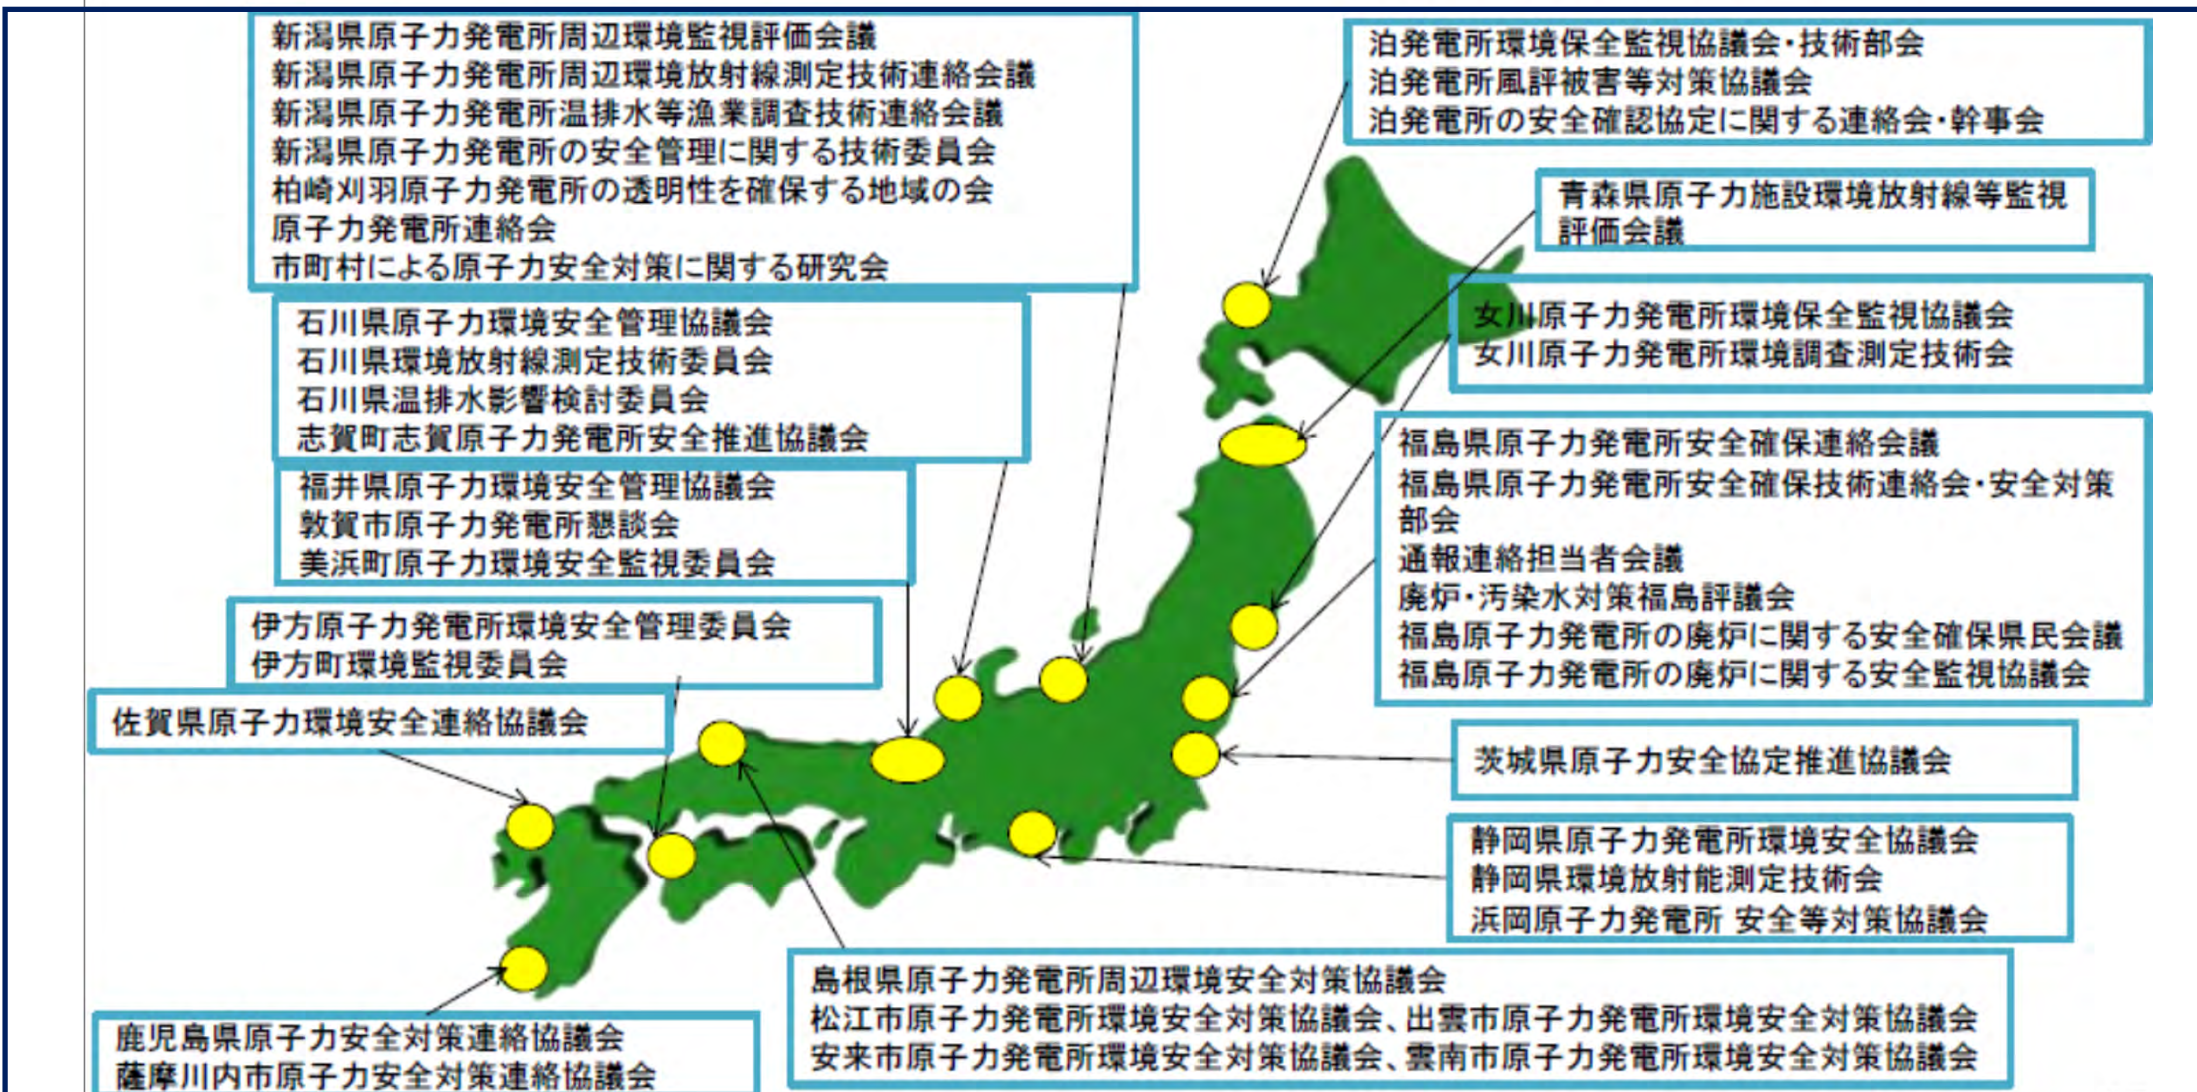 新潟県原子力発電所周辺環境監視評価会議
新潟県原子力発電所周辺環境放射線測定技術連絡会議
新潟県原子力発電所温排水等漁業調査技術連絡会議
新潟県原子力発電所の安全管理に関する技術委員会
柏崎刈羽原子力発電所の透明性を確保する地域の会
原子力発電所連絡会
市町村による原子力安全対策に関する研究会
石川県原子力環境安全管理協議会
石川県環境放射線測定技術委員会
石川県温排水影響検討委員会
志賀町志賀原子力発電所安全推進協議会
福井県原子力環境安全管理協議会
敦賀市原子力発電所懇談会
美浜町原子力環境安全監視委員会
伊方原子力発電所環境安全管理委員会
伊方町環境監視委員会
佐賀県原子力環境安全連絡協議会
鹿児島県原子力安全対策連絡協議会
薩摩川内市原子力安全対策連絡協議会
泊発電所環境保全監視協議会・技術部会
泊発電所風評被害等対策協議会
泊発電所の安全確認協定に関する連絡会・幹事会
青森県原子力施設環境放射線等監視
評価会議
女川原子力発電所環境保全監視協議会
女川原子力発電所環境調査測定技術会
福島県原子力発電所安全確保連絡会議
福島県原子力発電所安全確保技術連絡会・安全対策
部会
通報連絡担当者会議
廃炉・汚染水対策福島評議会
福島原子力発電所の廃炉に関する安全確保県民会議
福島原子力発電所の廃炉に関する安全監視協議会
茨城県原子力安全協定推進協議会
静岡県原子力発電所環境安全協議会
静岡県環境放射能測定技術会
浜岡原子力発電所 安全等対策協議会
島根県原子力発電所周辺環境安全対策協議会
松江市原子力発電所環境安全対策協議会、出雲市原子力発電所環境安全対策協議会
安来市原子力発電所環境安全対策協議会、雲南市原子力発電所環境安全対策協議会